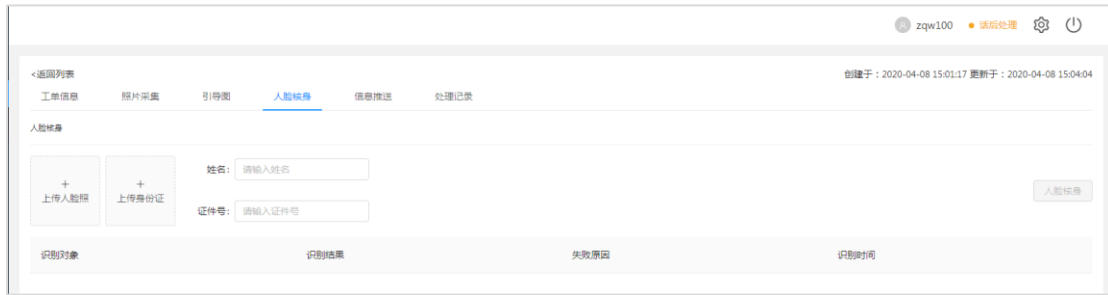 zqw100 话后处理
<返回列表 创建于：2020-04-08 15:01:17 更新于：2020-04-08 15:04:04
工单信息 照片采集 引导图 人脸核身 信息推送 处理记录
人脸核身
+ + 姓名: 请输入姓名
上传人脸照 上传身份证 人脸核身
证件号: 请输入证件号
识别对象 识别结果 失败原因 识别时间